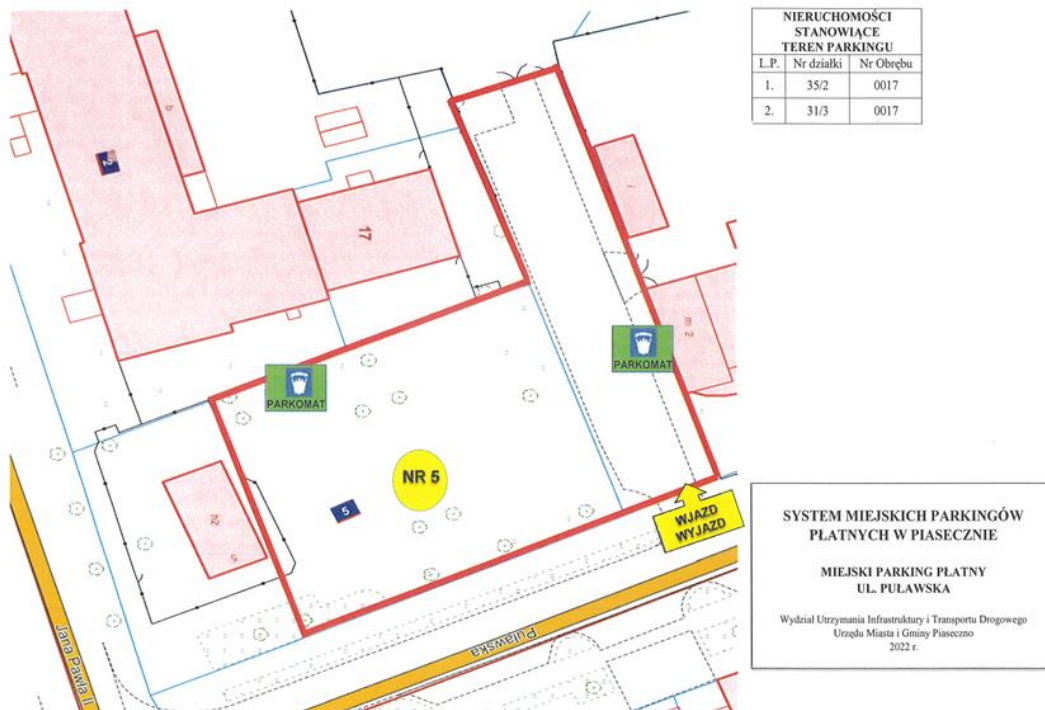 NIERUCHOMOŚCI
STANOWIĄCE
TEREN PARKINGU
L.P. Nr działki Nr Obrębu
1. 35/2 0017
2. 31/3 0017
b
17
i
m 2
PARKOMAT
PARKOMAT
NR 5
5
h2
WJAZD
WYJAZD
Puławska
Jana Pawła II
SYSTEM MIEJSKICH PARKINGÓW
PŁATNYCH W PIASECZNIE
MIEJSKI PARKING PŁATNY
UL. PUŁAWSKA
Wydział Utrzymania Infrastruktury i Transportu Drogowego
Urzędu Miasta i Gminy Piaseczno
2022 r.